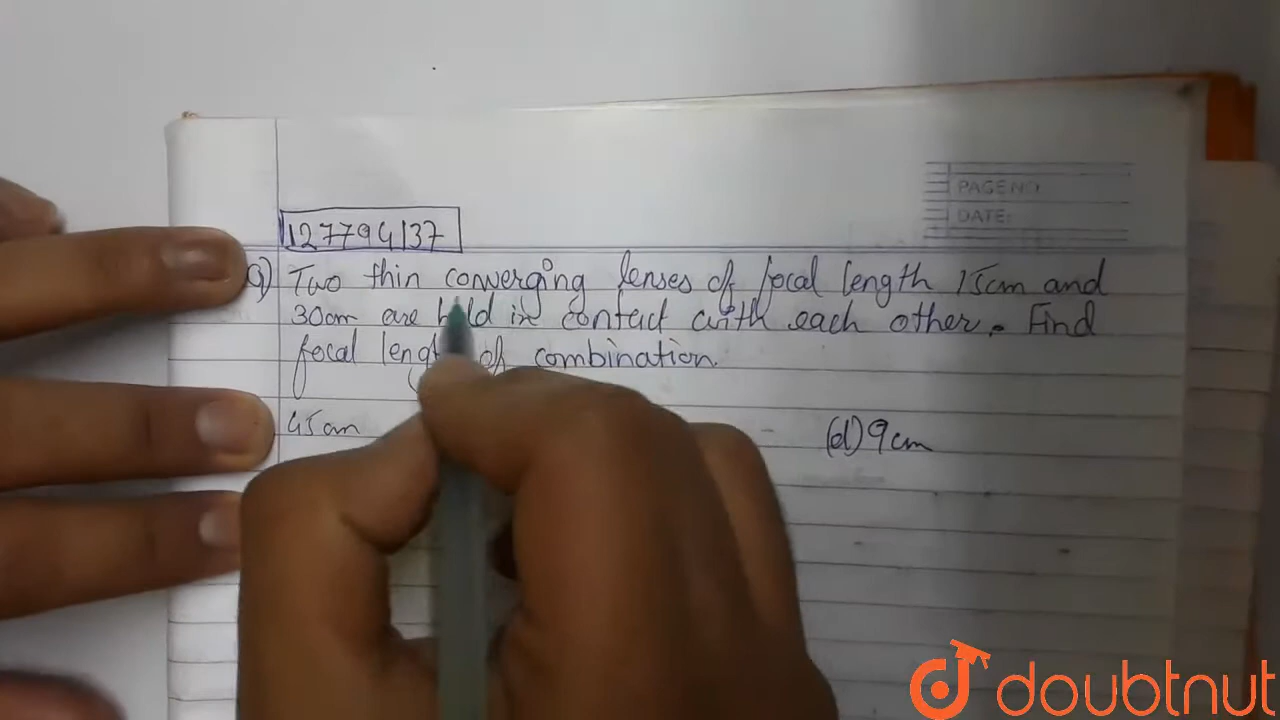 PAGE NO.
DATE:
127794137
Q) Two thin converging lenses of focal length 15cm and
30cm are held in contact with each other. Find
focal length of combination.
45cm (d) 9cm
doubtnut